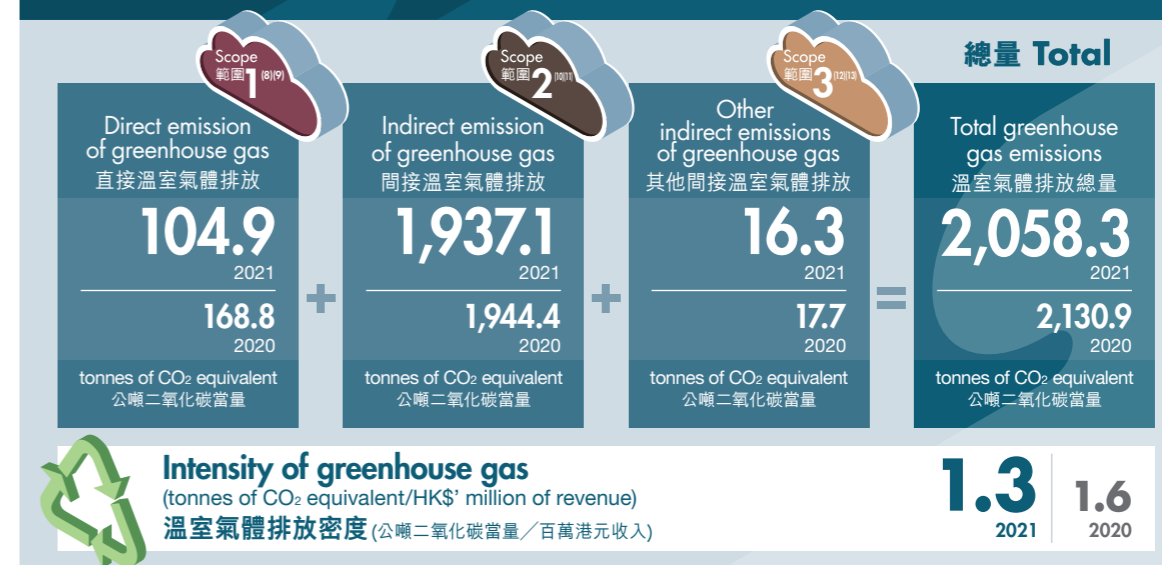 Scope
範圍1(8)(9)
Direct emission
of greenhouse gas
直接溫室氣體排放
104.9
2021
168.8
2020
tonnes of CO2 equivalent
公噸二氧化碳當量
+
Scope
範圍2(10)(11)
Indirect emission
of greenhouse gas
間接溫室氣體排放
1,937.1
2021
1,944.4
2020
tonnes of CO2 equivalent
公噸二氧化碳當量
+
Scope
範圍3(12)(13)
Other
indirect emissions
of greenhouse gas
其他間接溫室氣體排放
16.3
2021
17.7
2020
tonnes of CO2 equivalent
公噸二氧化碳當量
=
總量 Total
Total greenhouse
gas emissions
溫室氣體排放總量
2,058.3
2021
2,130.9
2020
tonnes of CO2 equivalent
公噸二氧化碳當量
Intensity of greenhouse gas
(tonnes of CO2 equivalent/HK$' million of revenue)
溫室氣體排放密度(公噸二氧化碳當量／百萬港元收入)
1.3
2021
1.6
2020